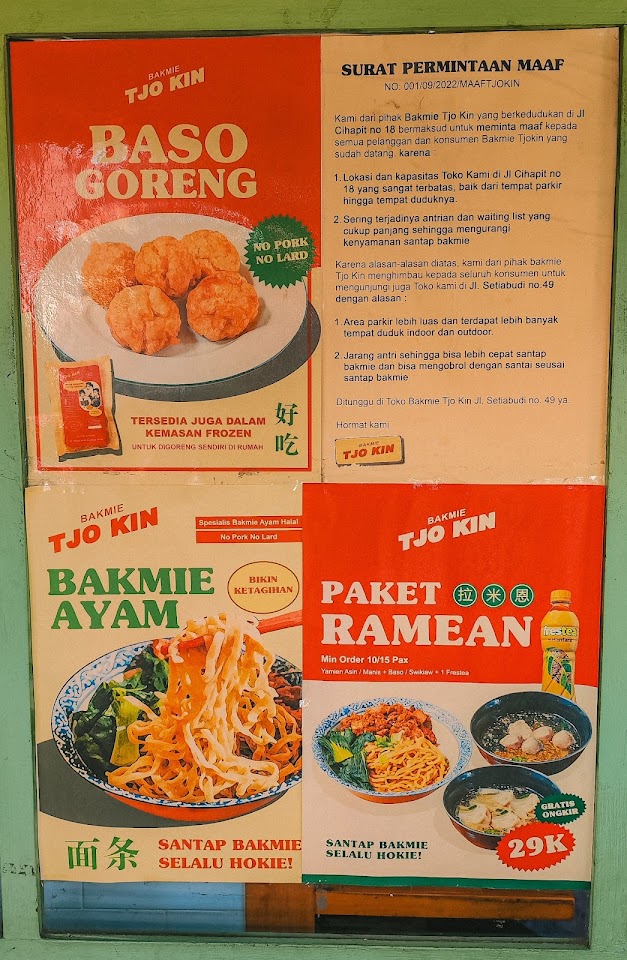 BAKMIE
TJO KIN
BASO
GORENG
NO PORK
NO LARD
TERSEDIA JUGA DALAM
KEMASAN FROZEN
UNTUK DIGORENG SENDIRI DI RUMAH
好
吃
SURAT PERMINTAAN MAAF
NO: 001/09/2022/MAAFTJOKIN
Kami dari pihak Bakmie Tjo Kin yang berkedudukan di Jl
Cihapit no 18 bermaksud untuk meminta maaf kepada
semua pelanggan dan konsumen Bakmie Tjokin yang
sudah datang, karena :
1. Lokasi dan kapasitas Toko Kami di Jl Cihapit no
18 yang sangat terbatas, baik dari tempat parkir
hingga tempat duduknya.
2. Sering terjadinya antrian dan waiting list yang
cukup panjang sehingga mengurangi
kenyamanan santap bakmie
Karena alasan-alasan diatas, kami dari pihak bakmie
Tjo Kin menghimbau kepada seluruh konsumen untuk
mengunjungi juga Toko kami di Jl. Setiabudi no.49
dengan alasan :
1. Area parkir lebih luas dan terdapat lebih banyak
tempat duduk indoor dan outdoor.
2. Jarang antri sehingga bisa lebih cepat santap
bakmie dan bisa mengobrol dengan santai seusai
santap bakmie
Ditunggu di Toko Bakmie Tjo Kin Jl. Setiabudi no. 49 ya.
Hormat kami
BAKMIE
TJO KIN
BAKMIE
TJO KIN
Spesialis Bakmie Ayam Halal
No Pork No Lard
BAKMIE
AYAM
BIKIN
KETAGIHAN
面条
SANTAP BAKMIE
SELALU HOKIE!
BAKMIE
TJO KIN
PAKET 拉米恩
RAMEAN
Min Order 10/15 Pax
Yamien Asin / Manis + Baso / Swikiaw + 1 Frestea
frestea
GRATIS
ONGKIR
29K
SANTAP BAKMIE
SELALU HOKIE!